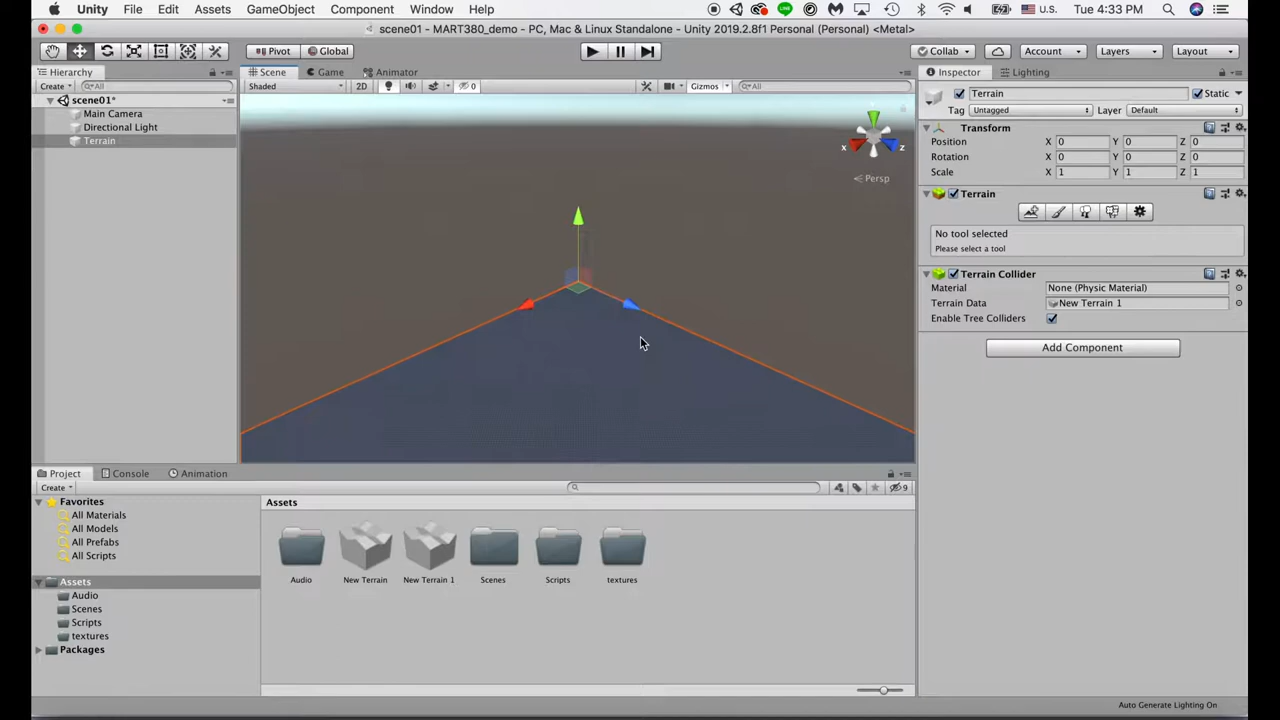 Unity File Edit Assets GameObject Component Window Help U.S. Tue 4:33 PM
scene01 - MART380_demo - PC, Mac & Linux Standalone - Unity 2019.2.8f1 Personal (Personal) <Metal>
Pivot Global Collab Account Layers Layout
Hierarchy Scene Game Animator Inspector Lighting
Create All Shaded 2D 0 Gizmos All Terrain Static
scene01* Tag Untagged Layer Default
Main Camera
Directional Light
Terrain
x z
Persp
Transform
Position X 0 Y 0 Z 0
Rotation X 0 Y 0 Z 0
Scale X 1 Y 1 Z 1
Terrain
No tool selected
Please select a tool
Terrain Collider
Material None (Physic Material)
Terrain Data New Terrain 1
Enable Tree Colliders
Add Component
Project Console Animation
Create 9
Favorites
All Materials
All Models
All Prefabs
All Scripts
Assets
Audio
Scenes
Scripts
textures
Packages
Assets
Audio New Terrain New Terrain 1 Scenes Scripts textures
Auto Generate Lighting On